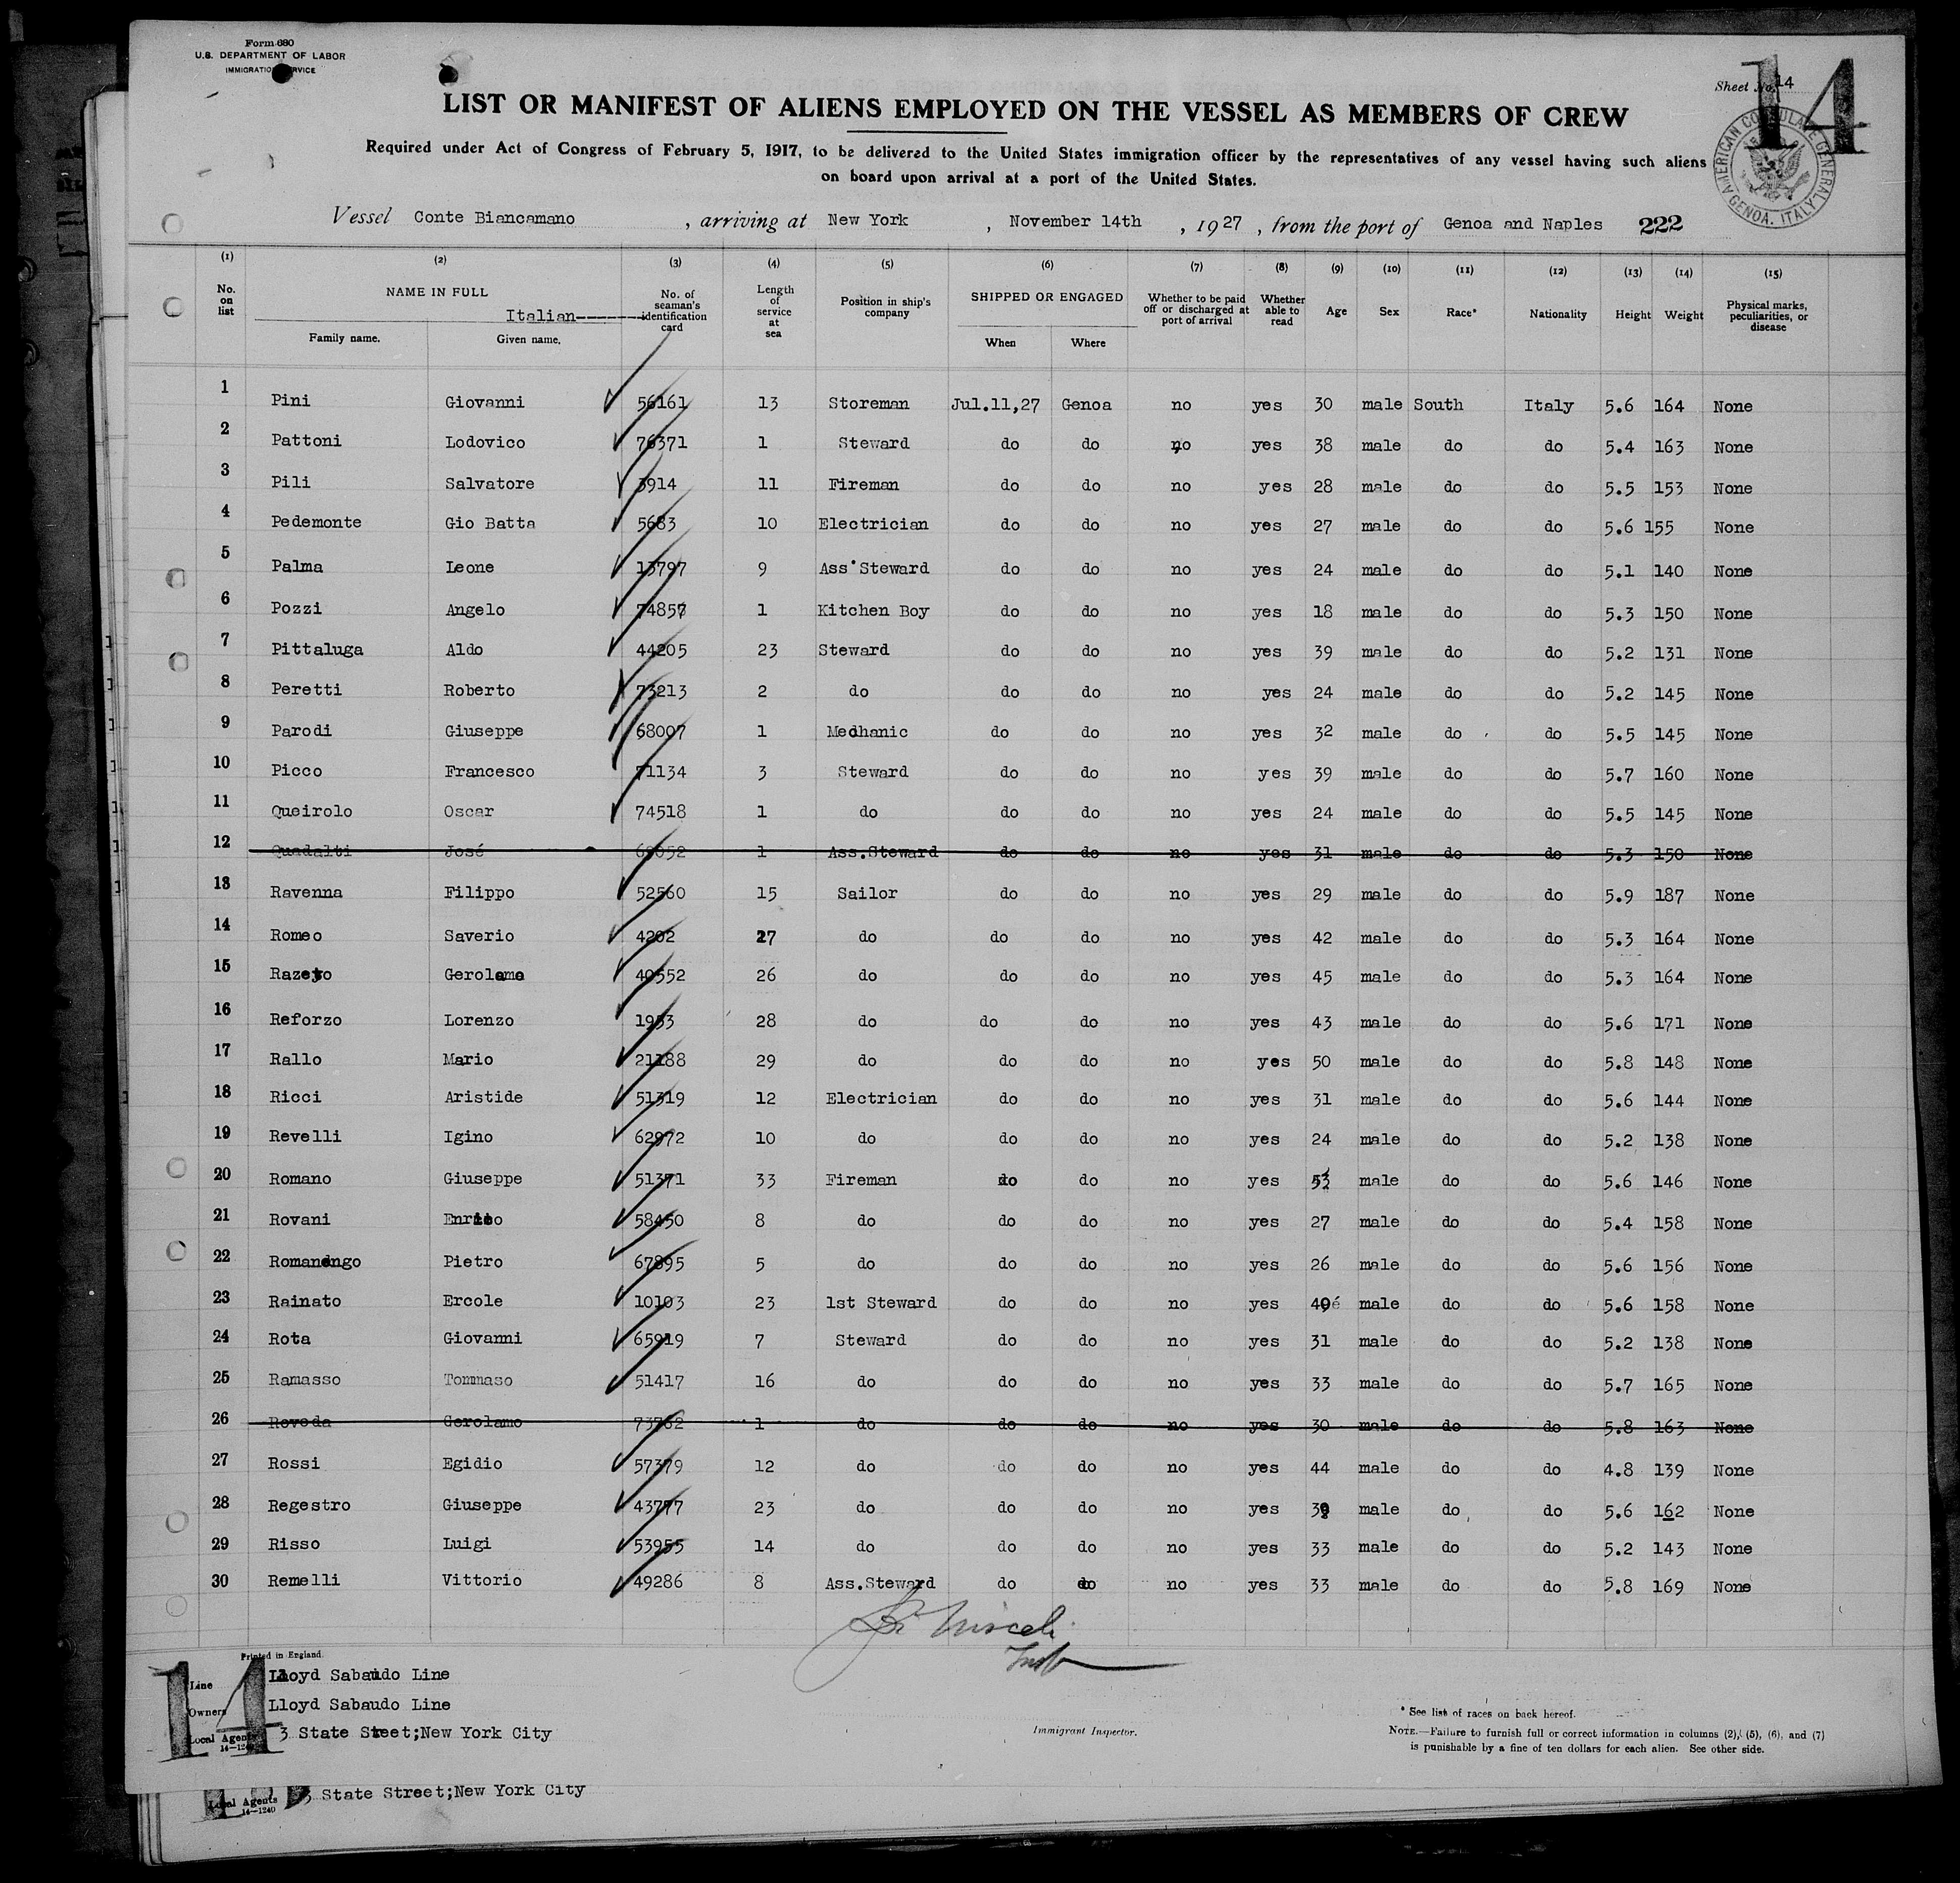 Form 680
U.S. DEPARTMENT OF LABOR
IMMIGRATION SERVICE
Sheet No. 14
14
LIST OR MANIFEST OF ALIENS EMPLOYED ON THE VESSEL AS MEMBERS OF CREW
Required under Act of Congress of February 5, 1917, to be delivered to the United States immigration officer by the representatives of any vessel having such aliens
on board upon arrival at a port of the United States.
AMERICAN CONSULATE GENERAL GENOA, ITALY
Vessel Conte Biancamano, arriving at New York, November 14th, 1927, from the port of Genoa and Naples 222
(1) (2) (3) (4) (5) (6) (7) (8) (9) (10) (11) (12) (13) (14) (15)
No. on list NAME IN FULL Italian Family name. Given name. No. of seaman's identification card Length of service at sea Position in ship's company SHIPPED OR ENGAGED When Where Whether to be paid off or discharged at port of arrival Whether able to read Age Sex Race* Nationality Height Weight Physical marks, peculiarities, or disease
1 Pini Giovanni 56161 13 Storeman Jul.11,27 Genoa no yes 30 male South Italy 5.6 164 None
2 Pattoni Lodovico 76371 1 Steward do do no yes 38 male do do 5.4 163 None
3 Pili Salvatore 3914 11 Fireman do do no yes 28 male do do 5.5 153 None
4 Pedemonte Gio Batta 5683 10 Electrician do do no yes 27 male do do 5.6 155 None
5 Palma Leone 13797 9 Ass'Steward do do no yes 24 male do do 5.1 140 None
6 Pozzi Angelo 74857 1 Kitchen Boy do do no yes 18 male do do 5.3 150 None
7 Pittaluga Aldo 44205 23 Steward do do no yes 39 male do do 5.2 131 None
8 Peretti Roberto 73213 2 do do do no yes 24 male do do 5.2 145 None
9 Parodi Giuseppe 68007 1 Medhanic do do no yes 32 male do do 5.5 145 None
10 Picco Francesco 71134 3 Steward do do no yes 39 male do do 5.7 160 None
11 Queirolo Oscar 74518 1 do do do no yes 24 male do do 5.5 145 None
12 Quadalti José 69052 1 Ass.Steward do do no yes 31 male do do 5.3 150 None
13 Ravenna Filippo 52560 15 Sailor do do no yes 29 male do do 5.9 187 None
14 Romeo Saverio 4202 27 do do do no yes 42 male do do 5.3 164 None
15 Razeto Gerolamo 40552 26 do do do no yes 45 male do do 5.3 164 None
16 Reforzo Lorenzo 1953 28 do do do no yes 43 male do do 5.6 171 None
17 Rallo Mario 21188 29 do do do no yes 50 male do do 5.8 148 None
18 Ricci Aristide 51319 12 Electrician do do no yes 31 male do do 5.6 144 None
19 Revelli Igino 62972 10 do do do no yes 24 male do do 5.2 138 None
20 Romano Giuseppe 51371 33 Fireman do do no yes male do do 5.6 146 None
21 Rovani Enrico 58450 8 do do do no yes 27 male do do 5.4 158 None
22 Romanengo Pietro 67895 5 do do do no yes 26 male do do 5.6 156 None
23 Rainato Ercole 10103 23 1st Steward do do no yes 40 male do do 5.6 158 None
24 Rota Giovanni 65919 7 Steward do do no yes 31 male do do 5.2 138 None
25 Ramasso Tommaso 51417 16 do do do no yes 33 male do do 5.7 165 None
26 Roveda Gerolamo 73762 1 do do do no yes 30 male do do 5.8 163 None
27 Rossi Egidio 57379 12 do do do no yes 44 male do do 4.8 139 None
28 Regestro Giuseppe 43777 23 do do do no yes male do do 5.6 162 None
29 Risso Luigi 53955 14 do do do no yes 33 male do do 5.2 143 None
30 Remelli Vittorio 49286 8 Ass.Steward do do no yes 33 male do do 5.8 169 None
Printed in England
14
Line Lloyd Sabaudo Line
Owners Lloyd Sabaudo Line
Local Agents 3 State Street;New York City
14—1240
Immigrant Inspector.
* See list of races on back hereof.
NOTE.—Failure to furnish full or correct information in columns (2), (5), (6), and (7)
is punishable by a fine of ten dollars for each alien. See other side.
Local Agents 3 State Street;New York City
14—1240